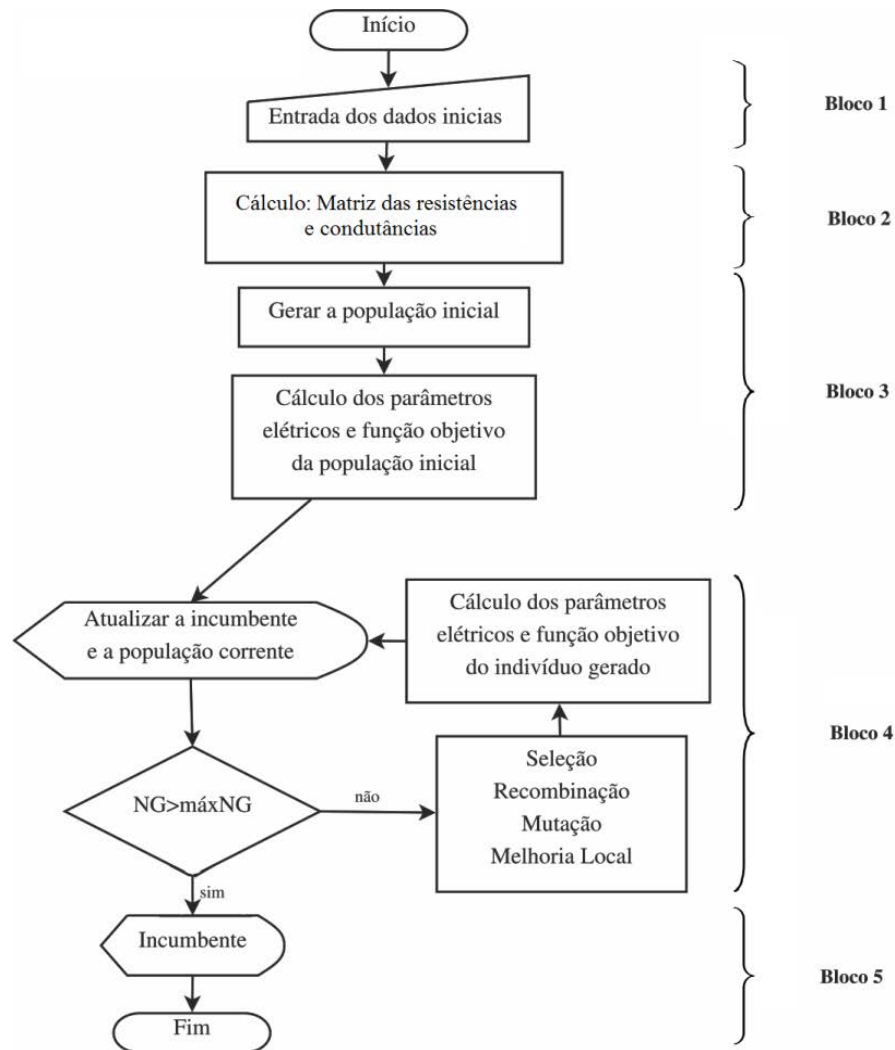 Início
Entrada dos dados inicias
Bloco 1
Cálculo: Matriz das resistências
e condutâncias
Bloco 2
Gerar a população inicial
Cálculo dos parâmetros
elétricos e função objetivo
da população inicial
Bloco 3
Atualizar a incumbente
e a população corrente
Cálculo dos parâmetros
elétricos e função objetivo
do indivíduo gerado
NG>máxNG
não
Seleção
Recombinação
Mutação
Melhoria Local
Bloco 4
sim
Incumbente
Fim
Bloco 5